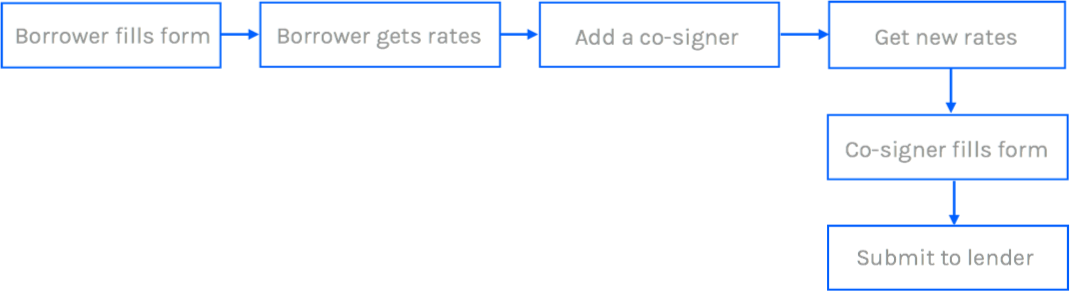 Borrower fills form
Borrower gets rates
Add a co-signer
Get new rates
Co-signer fills form
Submit to lender